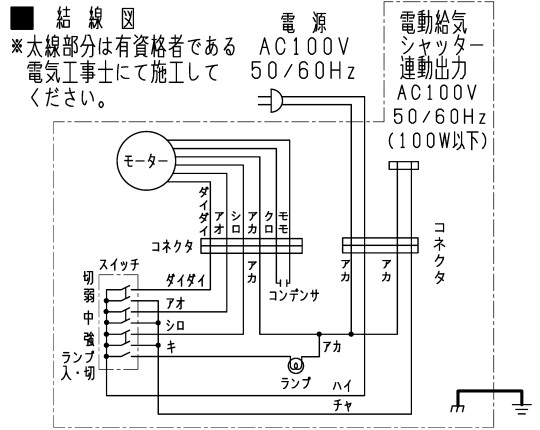 ■ 結線図
※太線部分は有資格者である
電気工事士にて施工して
ください。
電源
AC100V
50/60Hz
電動給気
シャッター
連動出力
AC100V
50/60Hz
(100W以下)
モーター
ダイダイ
アオ
シロ
アカ
クロ
モモ
コネクタ
アカ
コンデンサ
アカ
アカ
コネクタ
スイッチ
切
弱
中
強
ランプ
入・切
ダイダイ
アオ
シロ
キ
アカ
ランプ
ハイ
チャ